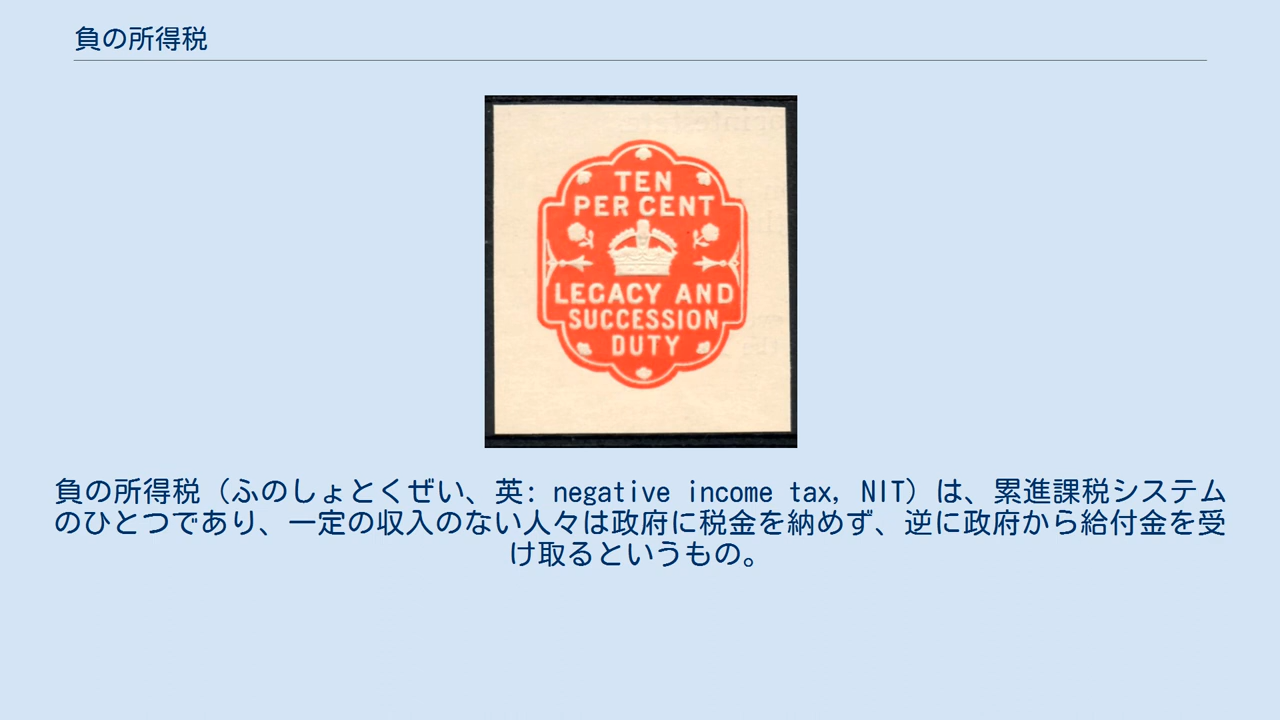 負の所得税
TEN
PER CENT
LEGACY AND
SUCCESSION
DUTY
負の所得税（ふのしょとくぜい、英: negative income tax, NIT）は、累進課税システム
のひとつであり、一定の収入のない人々は政府に税金を納めず、逆に政府から給付金を受
け取るというもの。